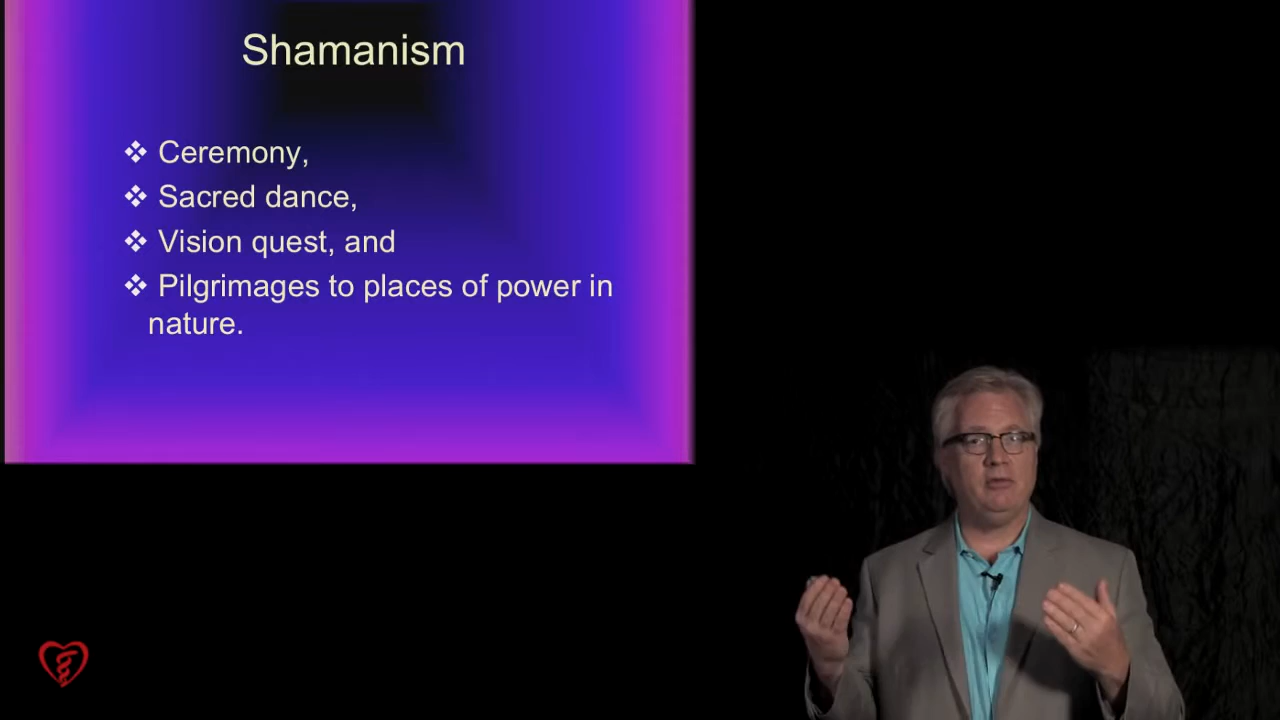 Shamanism
❖ Ceremony,
❖ Sacred dance,
❖ Vision quest, and
❖ Pilgrimages to places of power in
nature.